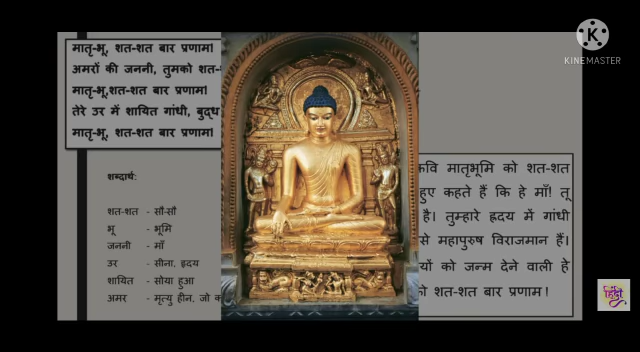 मातृ-भू, शत-शत बार प्रणाम!
अमरों की जननी, तुमको शत-
मातृ-भू,शत-शत बार प्रणाम!
तेरे उर में शायित गांधी, बुद्ध
मातृ-भू, शत-शत बार प्रणाम!
शब्दार्थ:
शत-शत - सौ-सौ
भू - भूमि
जननी - माँ
उर - सीना, हृदय
शायित - सोया हुआ
अमर - मृत्यु हीन, जो
कवि मातृभूमि को शत-शत
हुए कहते हैं कि हे माँ! तू
है। तुम्हारे ह्रदय में गांधी
से महापुरुष विराजमान हैं।
यों को जन्म देने वाली हे
को शत-शत बार प्रणाम!
K
KINEMASTER
हिंदी